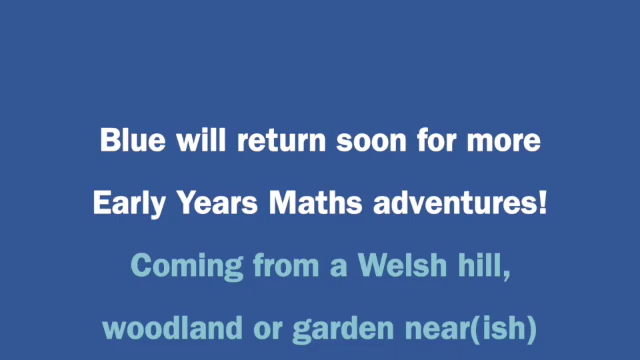 Blue will return soon for more
Early Years Maths adventures!
Coming from a Welsh hill,
woodland or garden near(ish)